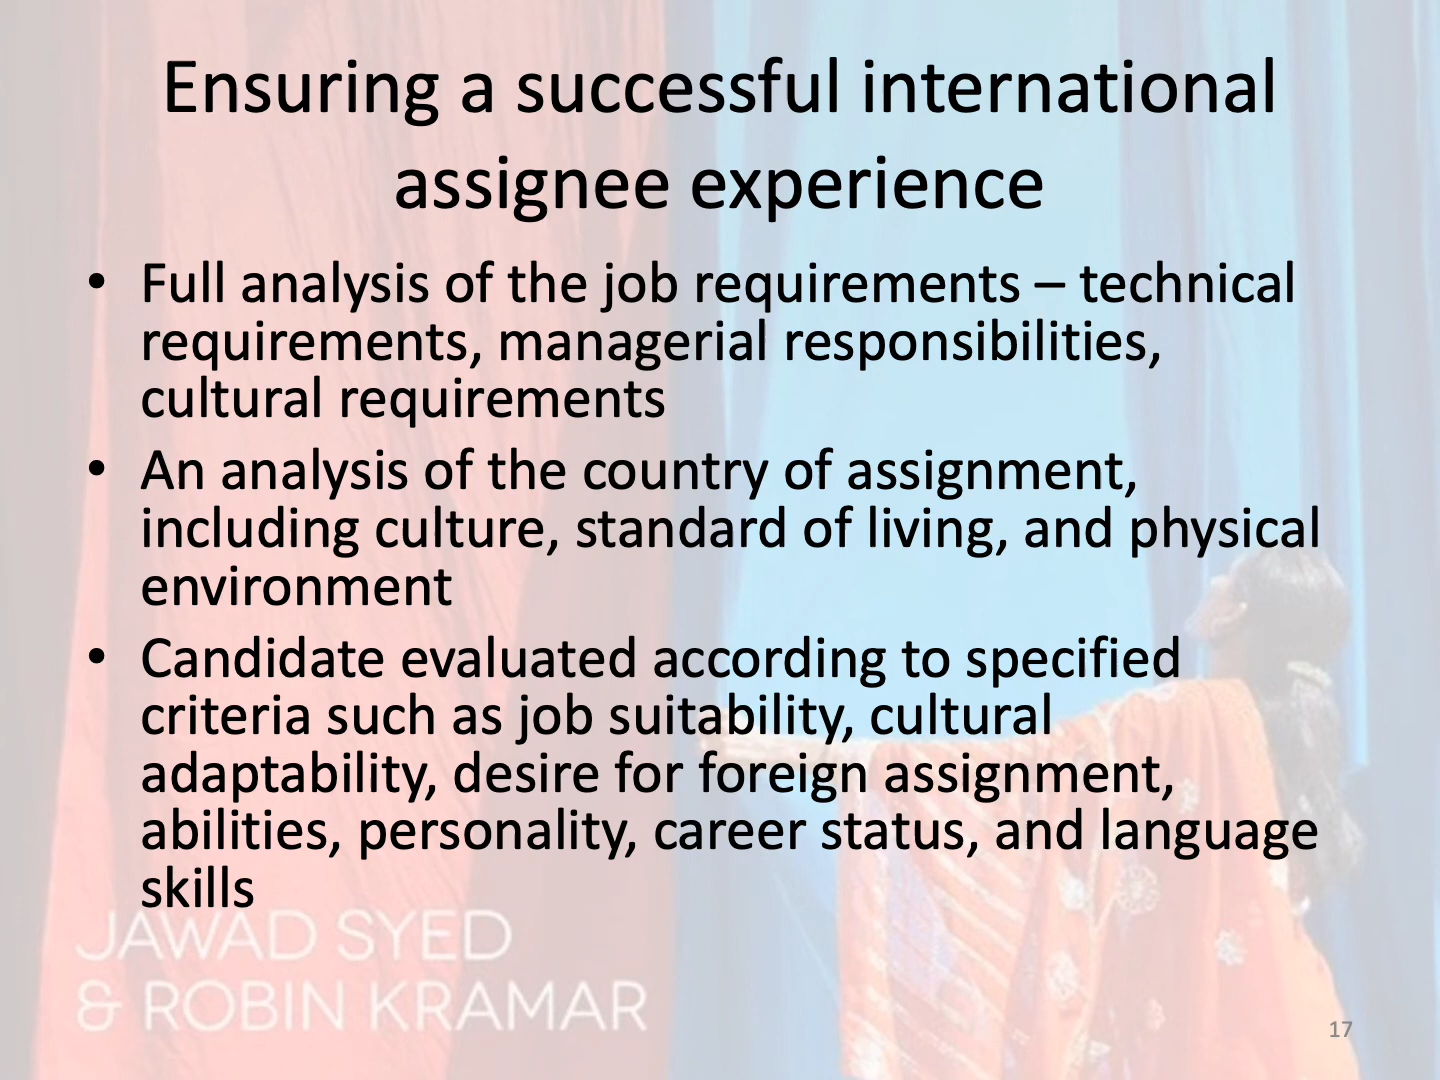 Ensuring a successful international
assignee experience
• Full analysis of the job requirements – technical
requirements, managerial responsibilities,
cultural requirements
• An analysis of the country of assignment,
including culture, standard of living, and physical
environment
• Candidate evaluated according to specified
criteria such as job suitability, cultural
adaptability, desire for foreign assignment,
abilities, personality, career status, and language
skills
JAWAD SYED
& ROBIN KRAMAR
17